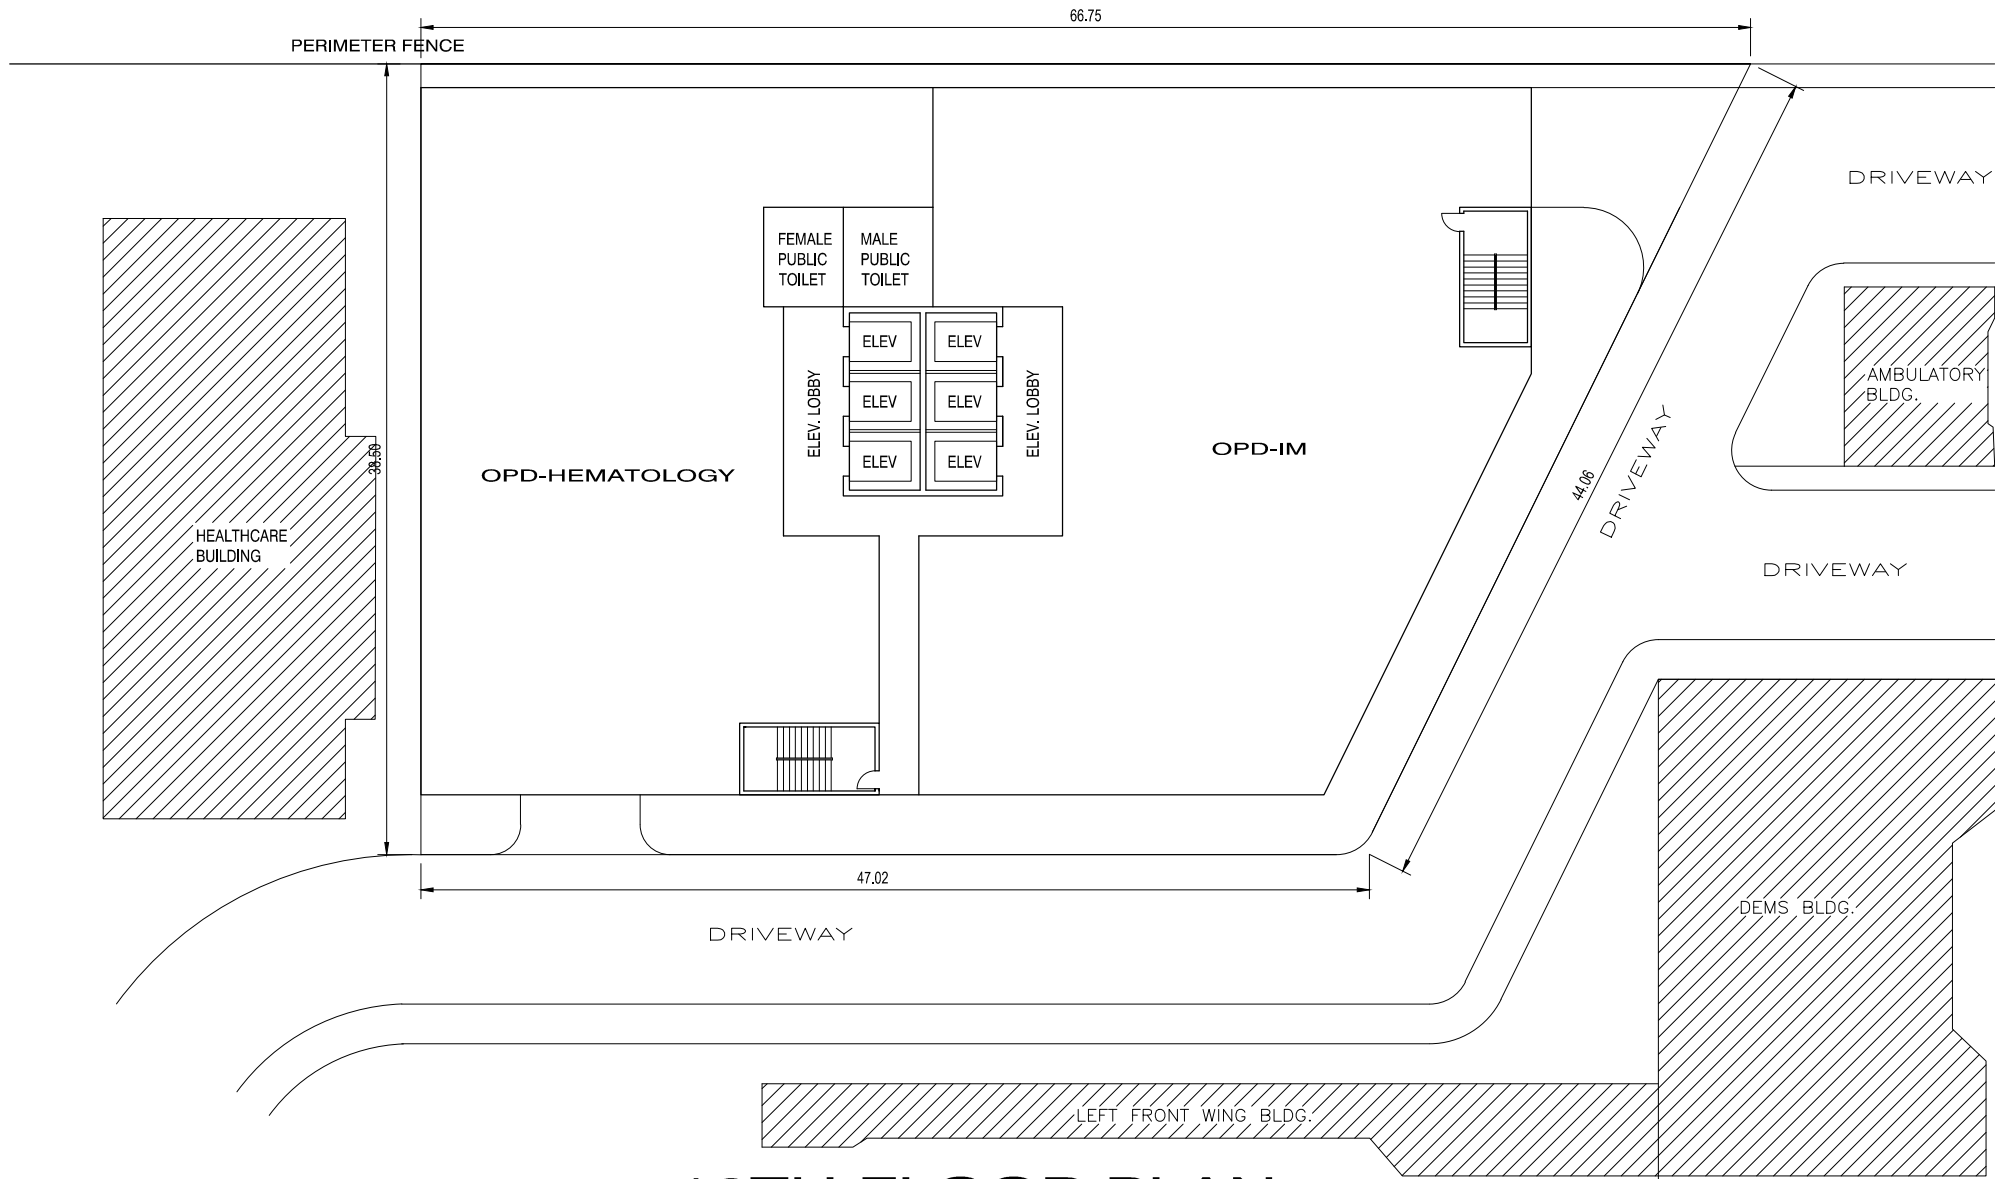 66.75
PERIMETER FENCE
DRIVEWAY
FEMALE
PUBLIC
TOILET
MALE
PUBLIC
TOILET
ELEV
ELEV
AMBULATORY
BLDG.
ELEV. LOBBY
ELEV
ELEV
ELEV. LOBBY
DRIVEWAY
OPD-IM
38.50
ELEV
ELEV
OPD-HEMATOLOGY
44.06
HEALTHCARE
BUILDING
DRIVEWAY
47.02
DEMS BLDG.
DRIVEWAY
LEFT FRONT WING BLDG.
FLOOR PLAN